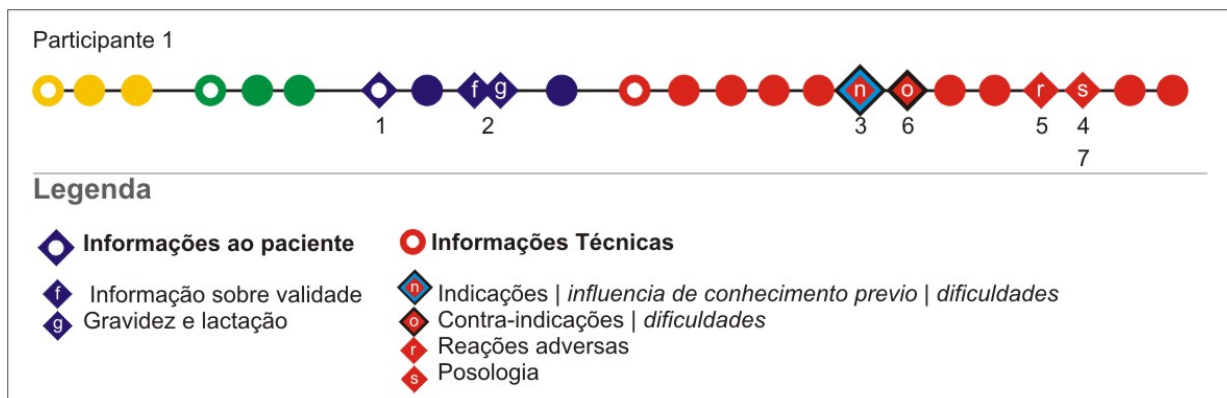 Participante 1
f g n o r s
1 2 3 6 5 4
7
Legenda
Informações ao paciente
f Informação sobre validade
g Gravidez e lactação
Informações Técnicas
n Indicações | influencia de conhecimento previo | dificuldades
o Contra-indicações | dificuldades
r Reações adversas
s Posologia